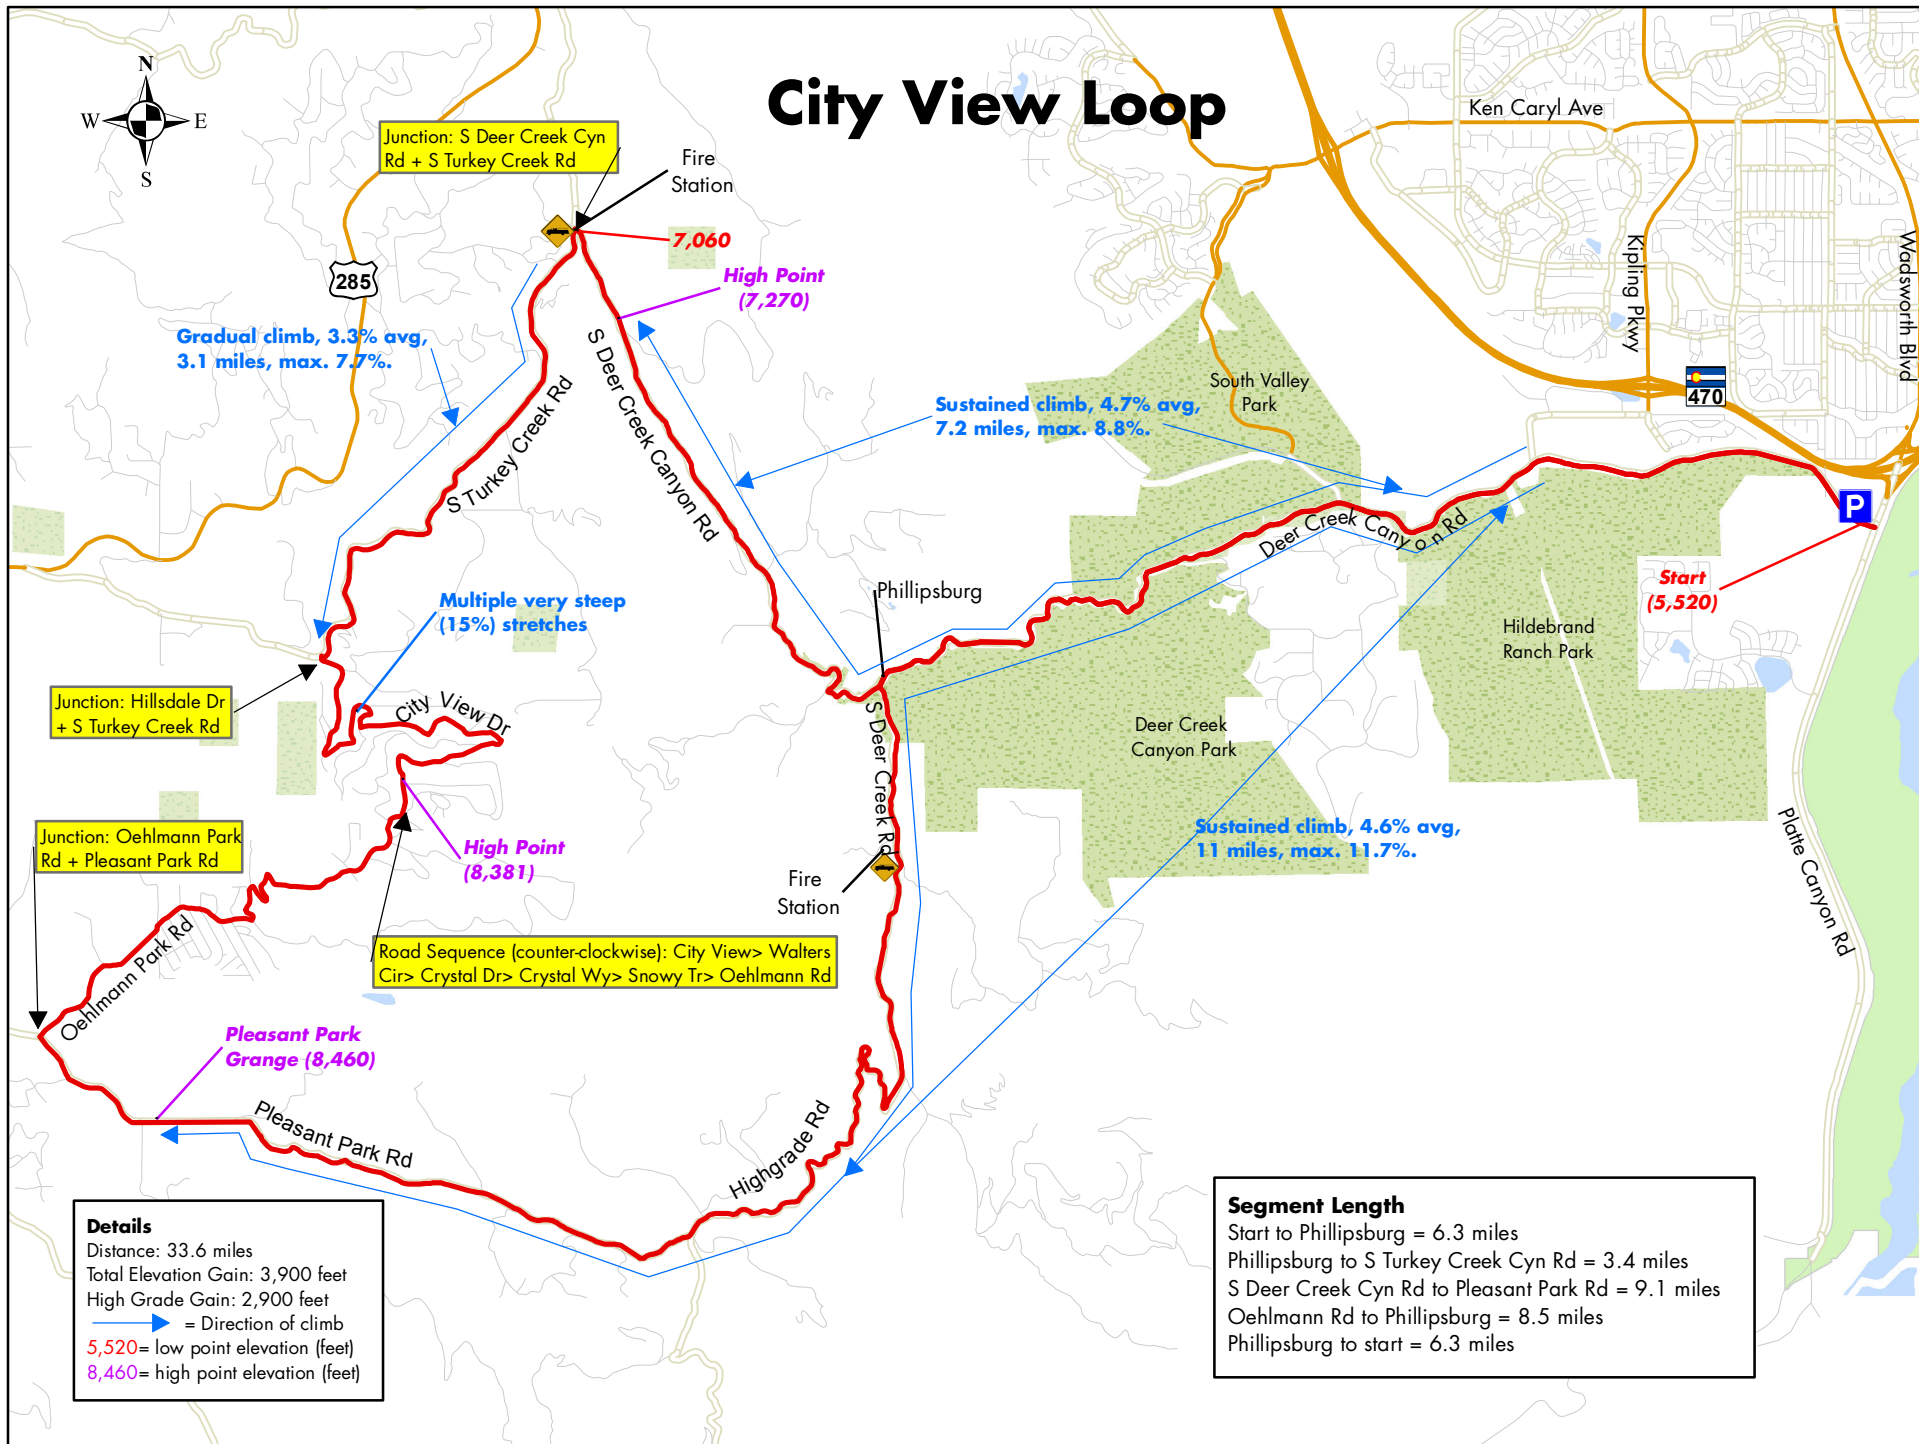 City View Loop
N
W
E
S
Ken Caryl Ave
Junction: S Deer Creek Cyn
Rd + S Turkey Creek Rd
Fire
Station
7,060
High Point
(7,270)
285
Kipling Pkwy
Wadsworth Blvd
Gradual climb, 3.3% avg,
3.1 miles, max. 7.7%.
S Turkey Creek Rd
S Deer Creek Canyon Rd
South Valley
Park
470
Sustained climb, 4.7% avg,
7.2 miles, max. 8.8%.
P
Deer Creek Canyon Rd
Start
(5,520)
Multiple very steep
(15%) stretches
Phillipsburg
Hildebrand
Ranch Park
Junction: Hillsdale Dr
+ S Turkey Creek Rd
City View Dr
S Deer Creek Rd
Deer Creek
Canyon Park
Junction: Oehlmann Park
Rd + Pleasant Park Rd
High Point
(8,381)
Sustained climb, 4.6% avg,
11 miles, max. 11.7%.
Platte Canyon Rd
Fire
Station
Road Sequence (counter-clockwise): City View> Walters
Cir> Crystal Dr> Crystal Wy> Snowy Tr> Oehlmann Rd
Oehlmann Park Rd
Pleasant Park
Grange (8,460)
Pleasant Park Rd
Highgrade Rd
Details
Distance: 33.6 miles
Total Elevation Gain: 3,900 feet
High Grade Gain: 2,900 feet
= Direction of climb
5,520= low point elevation (feet)
8,460= high point elevation (feet)
Segment Length
Start to Phillipsburg = 6.3 miles
Phillipsburg to S Turkey Creek Cyn Rd = 3.4 miles
S Deer Creek Cyn Rd to Pleasant Park Rd = 9.1 miles
Oehlmann Rd to Phillipsburg = 8.5 miles
Phillipsburg to start = 6.3 miles